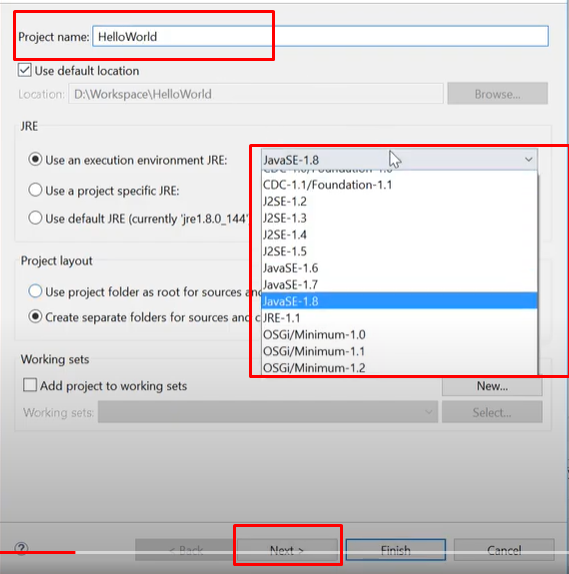 Project name: HelloWorld
Use default location
Location: D:\Workspace\HelloWorld Browse...
JRE
Use an execution environment JRE: JavaSE-1.8
CDC-1.1/Foundation-1.1
Use a project specific JRE:
J2SE-1.2
J2SE-1.3
Use default JRE (currently 'jre1.8.0_144'
J2SE-1.4
J2SE-1.5
Project layout
JavaSE-1.6
JavaSE-1.7
Use project folder as root for sources and
JavaSE-1.8
Create separate folders for sources and c
JRE-1.1
OSGi/Minimum-1.0
Working sets
OSGi/Minimum-1.1
OSGi/Minimum-1.2
Add project to working sets New...
Working sets: Select...
? < Back Next > Finish Cancel